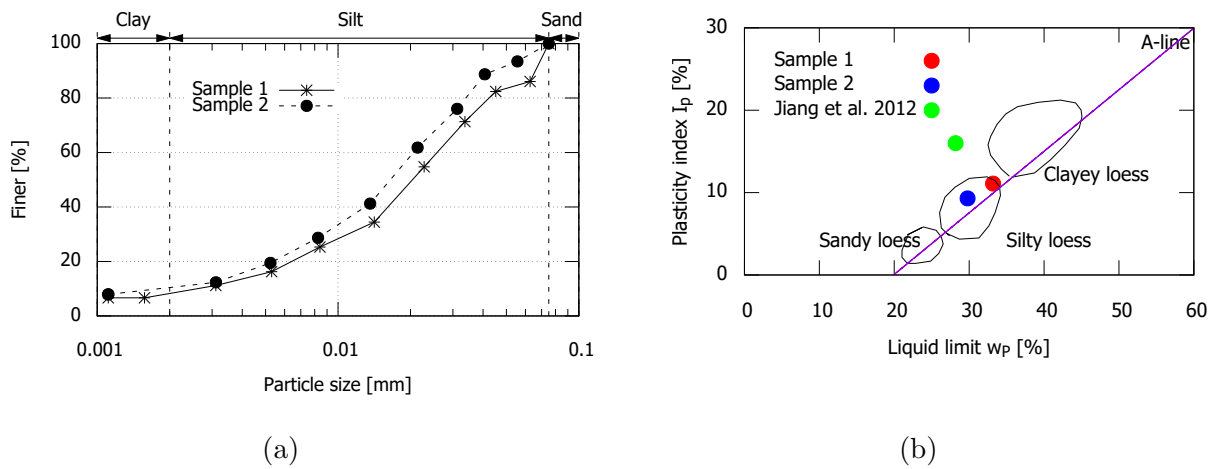 Clay Silt Sand
100
80
60
40
20
0
Finer [%]
Sample 1
Sample 2
0.001 0.01 0.1
Particle size [mm]
(a)
30
20
10
0
Plasticity index Ip [%]
A-line
Sample 1
Sample 2
Jiang et al. 2012
Clayey loess
Sandy loess
Silty loess
0 10 20 30 40 50 60
Liquid limit wP [%]
(b)